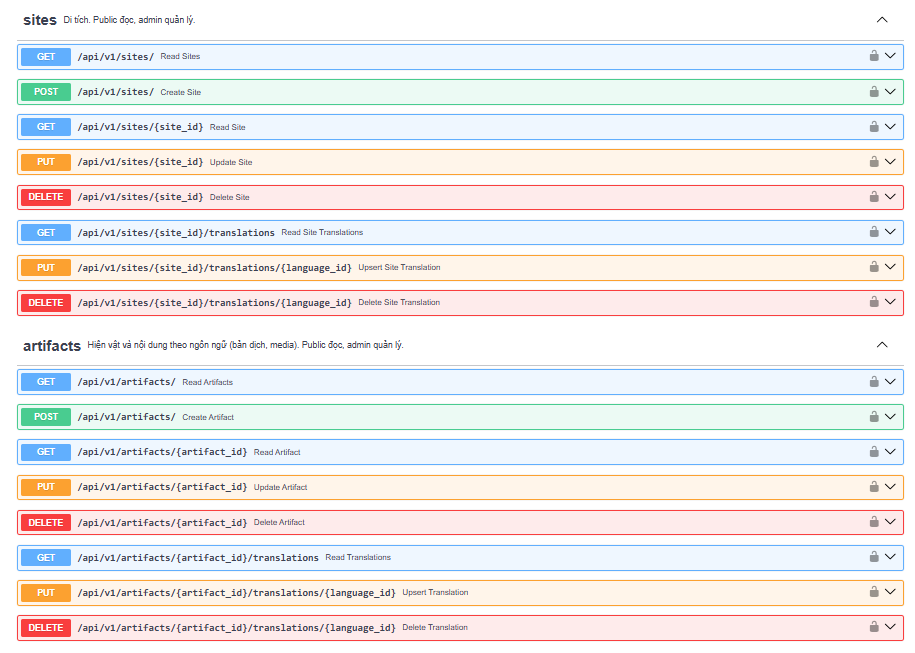 sites Di tích. Public đọc, admin quản lý.
GET /api/v1/sites/ Read Sites
POST /api/v1/sites/ Create Site
GET /api/v1/sites/{site_id} Read Site
PUT /api/v1/sites/{site_id} Update Site
DELETE /api/v1/sites/{site_id} Delete Site
GET /api/v1/sites/{site_id}/translations Read Site Translations
PUT /api/v1/sites/{site_id}/translations/{language_id} Upsert Site Translation
DELETE /api/v1/sites/{site_id}/translations/{language_id} Delete Site Translation
artifacts Hiện vật và nội dung theo ngôn ngữ (bản dịch, media). Public đọc, admin quản lý.
GET /api/v1/artifacts/ Read Artifacts
POST /api/v1/artifacts/ Create Artifact
GET /api/v1/artifacts/{artifact_id} Read Artifact
PUT /api/v1/artifacts/{artifact_id} Update Artifact
DELETE /api/v1/artifacts/{artifact_id} Delete Artifact
GET /api/v1/artifacts/{artifact_id}/translations Read Translations
PUT /api/v1/artifacts/{artifact_id}/translations/{language_id} Upsert Translation
DELETE /api/v1/artifacts/{artifact_id}/translations/{language_id} Delete Translation